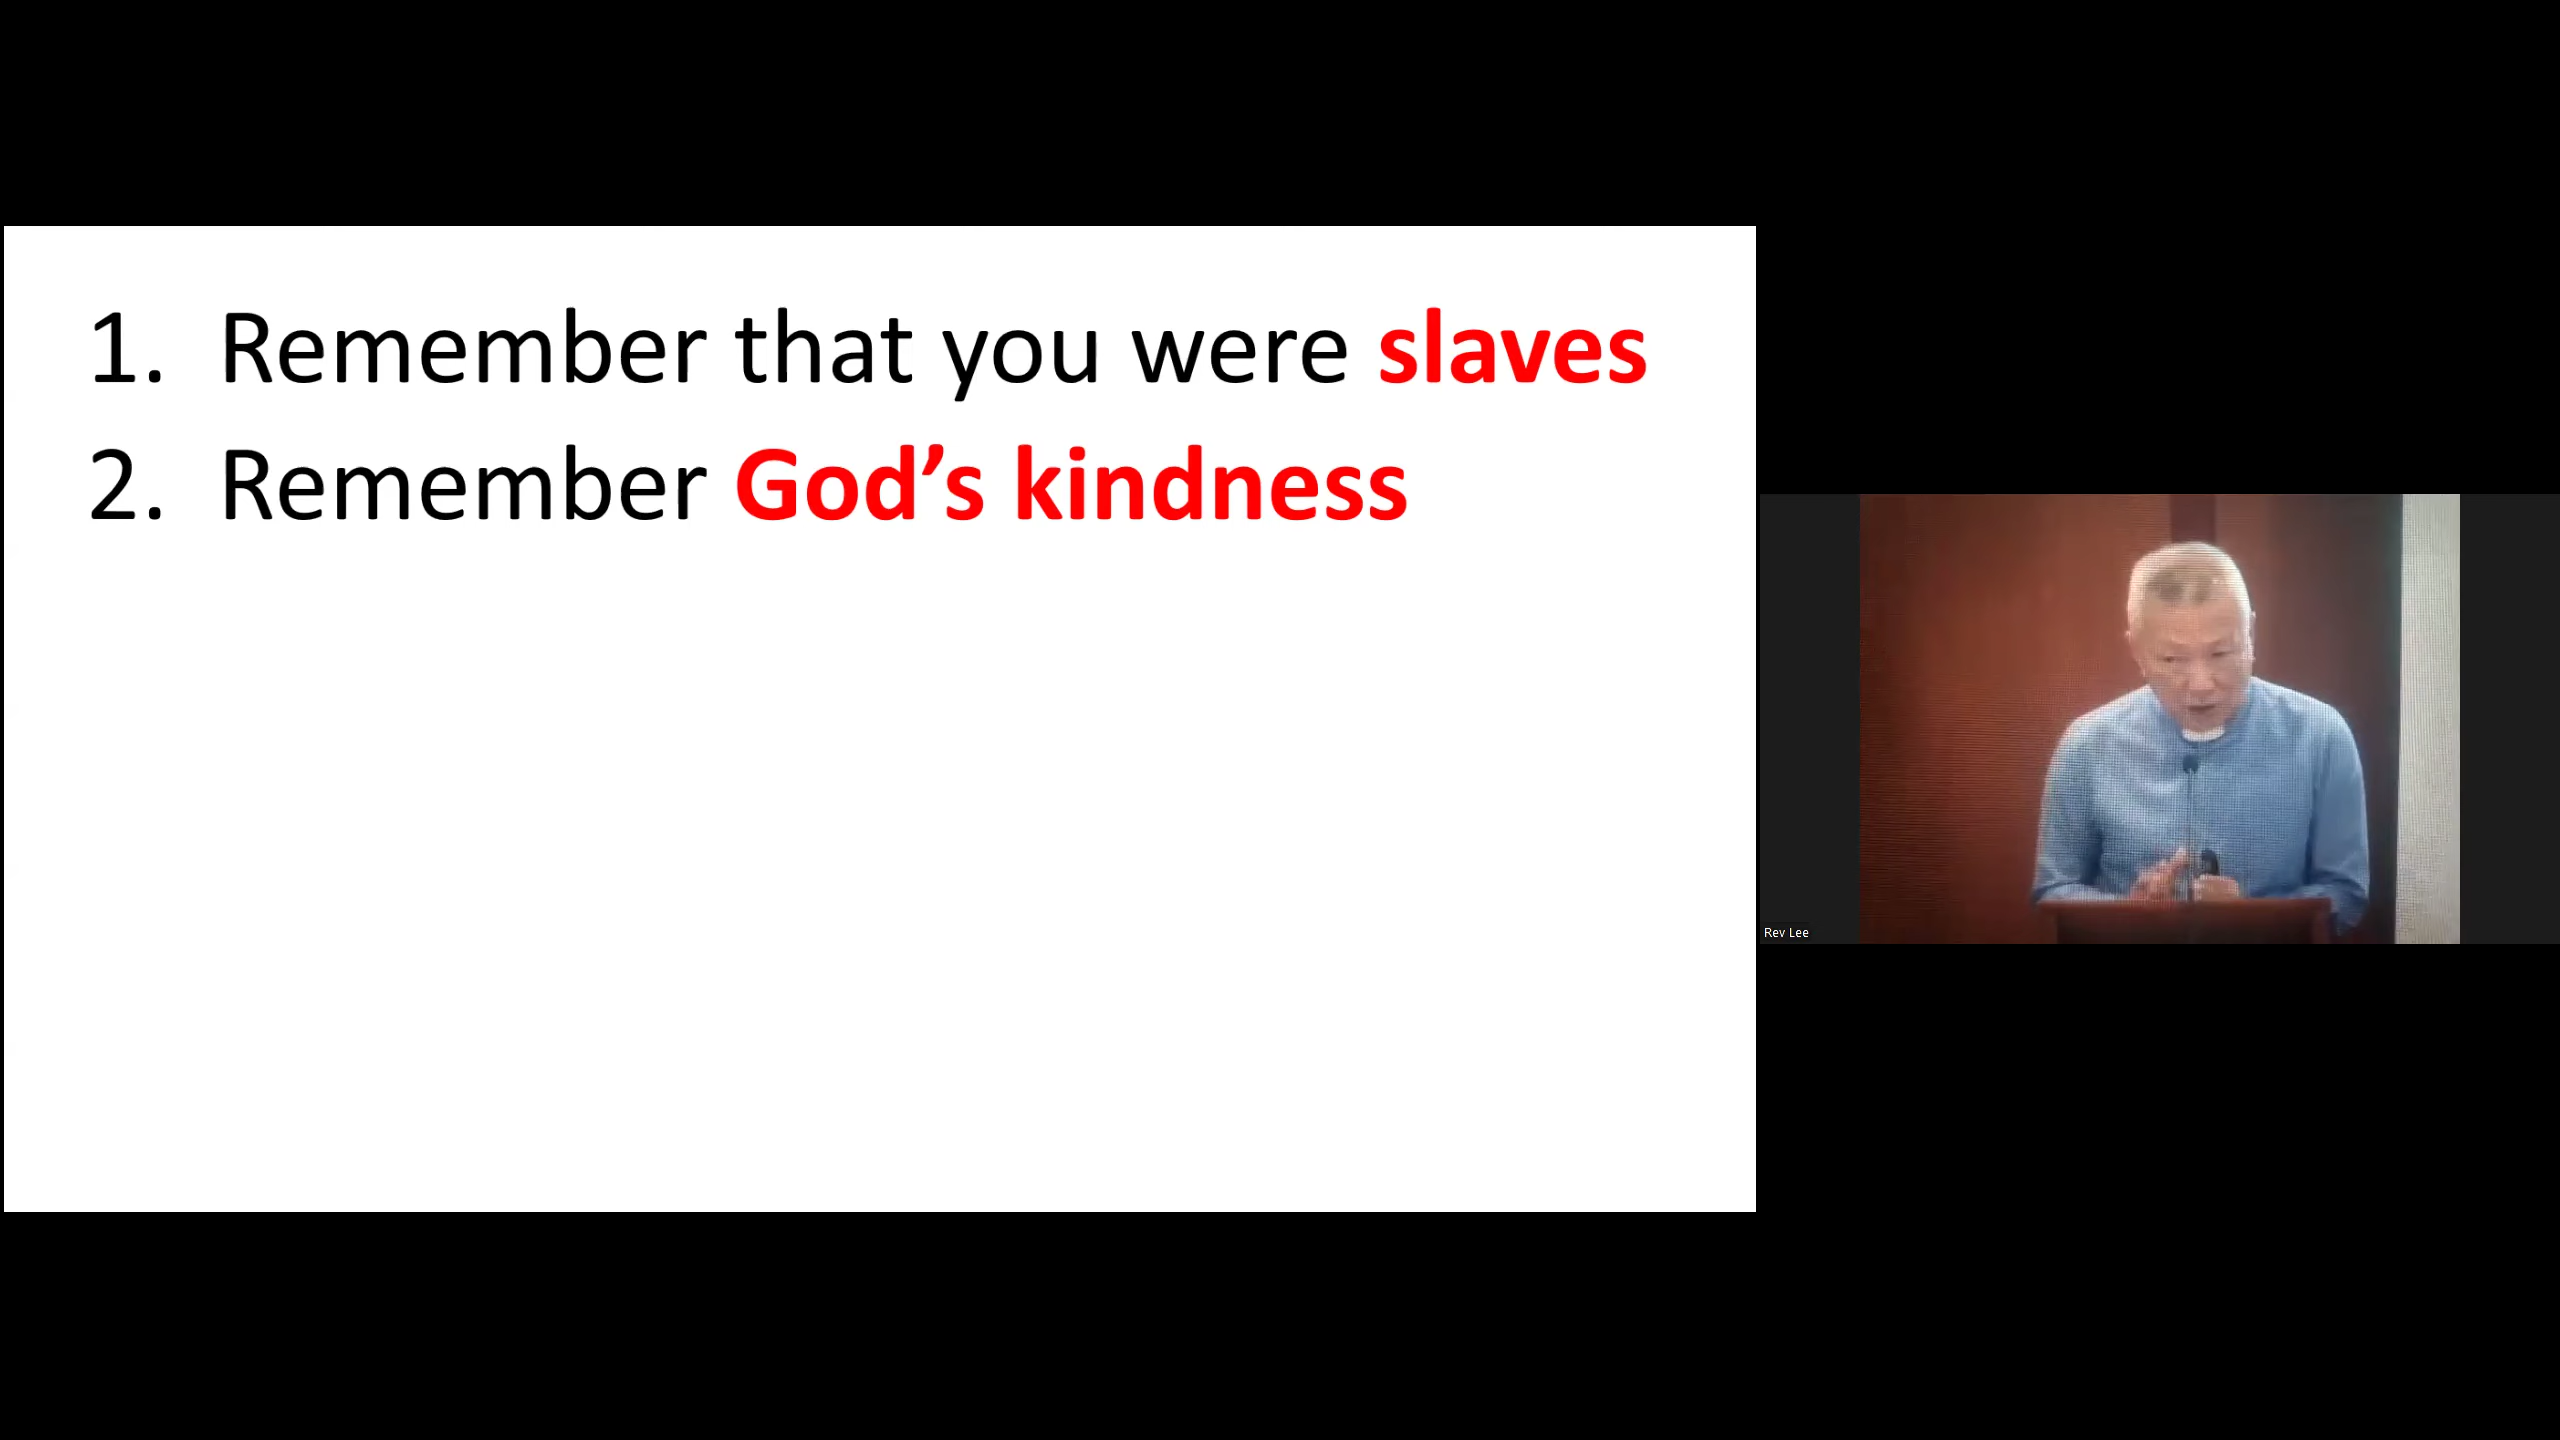 1. Remember that you were slaves
2. Remember God’s kindness
Rev Lee